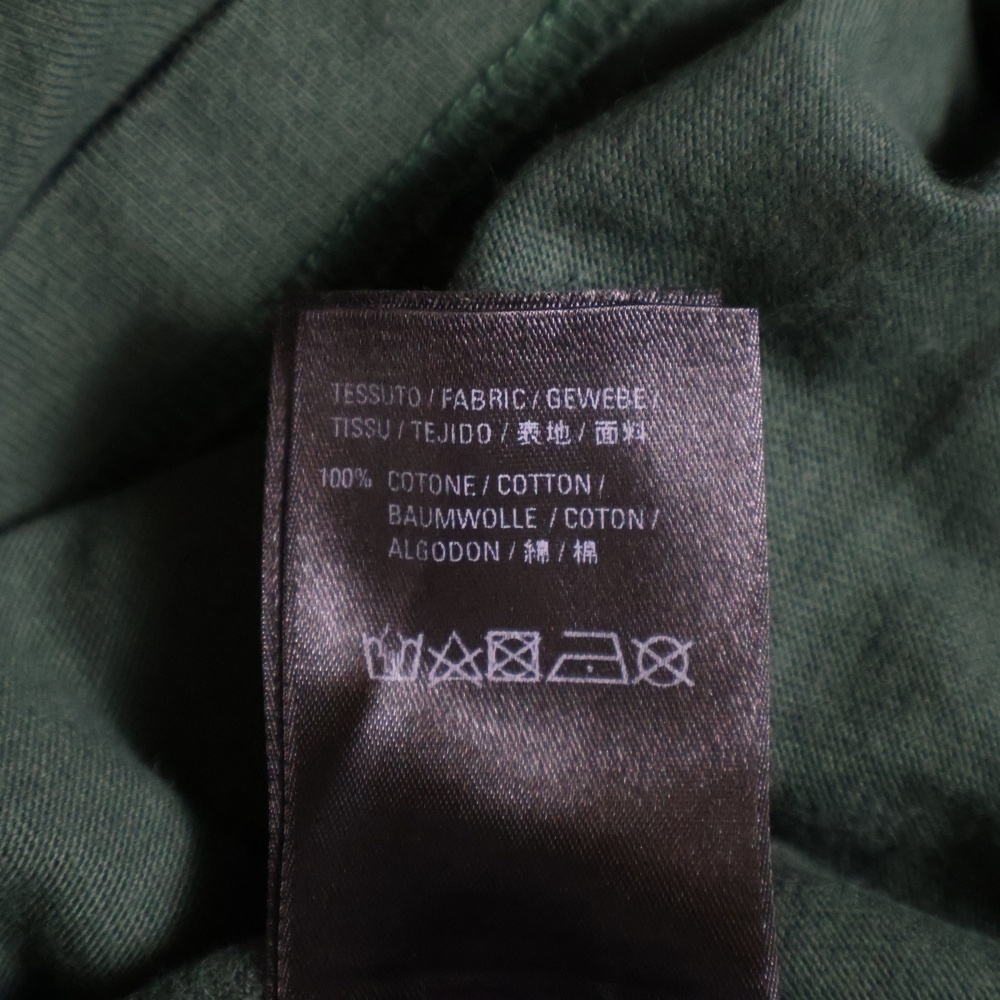 TESSUTO / FABRIC / GEWEBE /
TISSU / TEJIDO / 表地 / 面料
100% COTONE / COTTON /
BAUMWOLLE / COTON /
ALGODON / 綿 / 棉